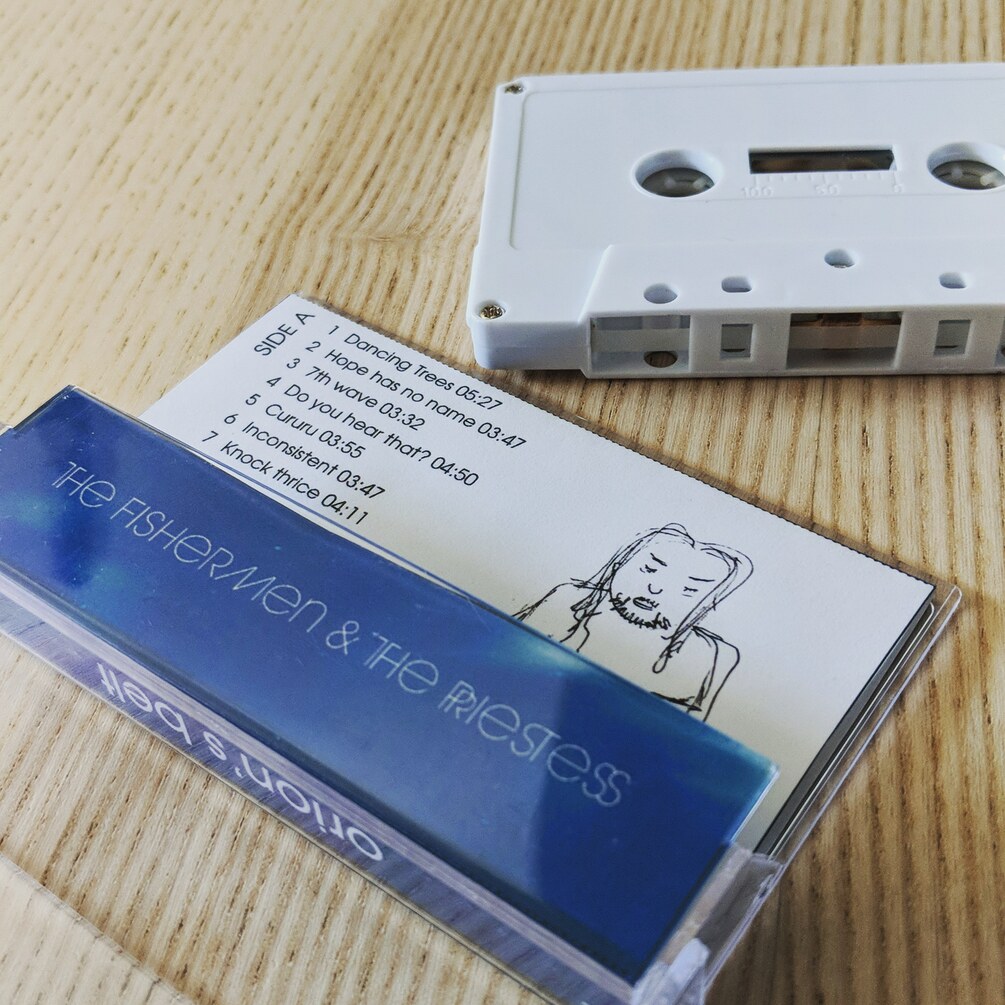 SIDE A
1 Dancing Trees 05:27
2 Hope has no name 03:47
3 7th wave 03:32
4 Do you hear that? 04:50
5 Cururu 03:55
6 Inconsistent 03:47
7 Knock thrice 04:11
THE FISHERMEN & THE PRIESTESS
orion's belt
100 50 0